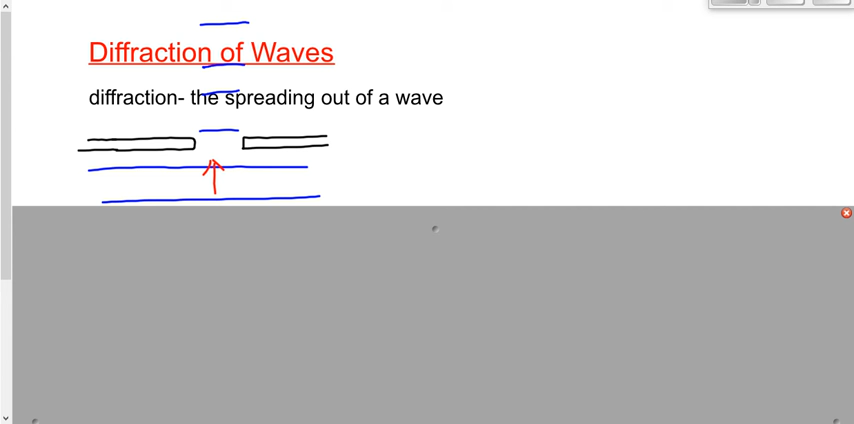 Diffraction of Waves
diffraction- the spreading out of a wave